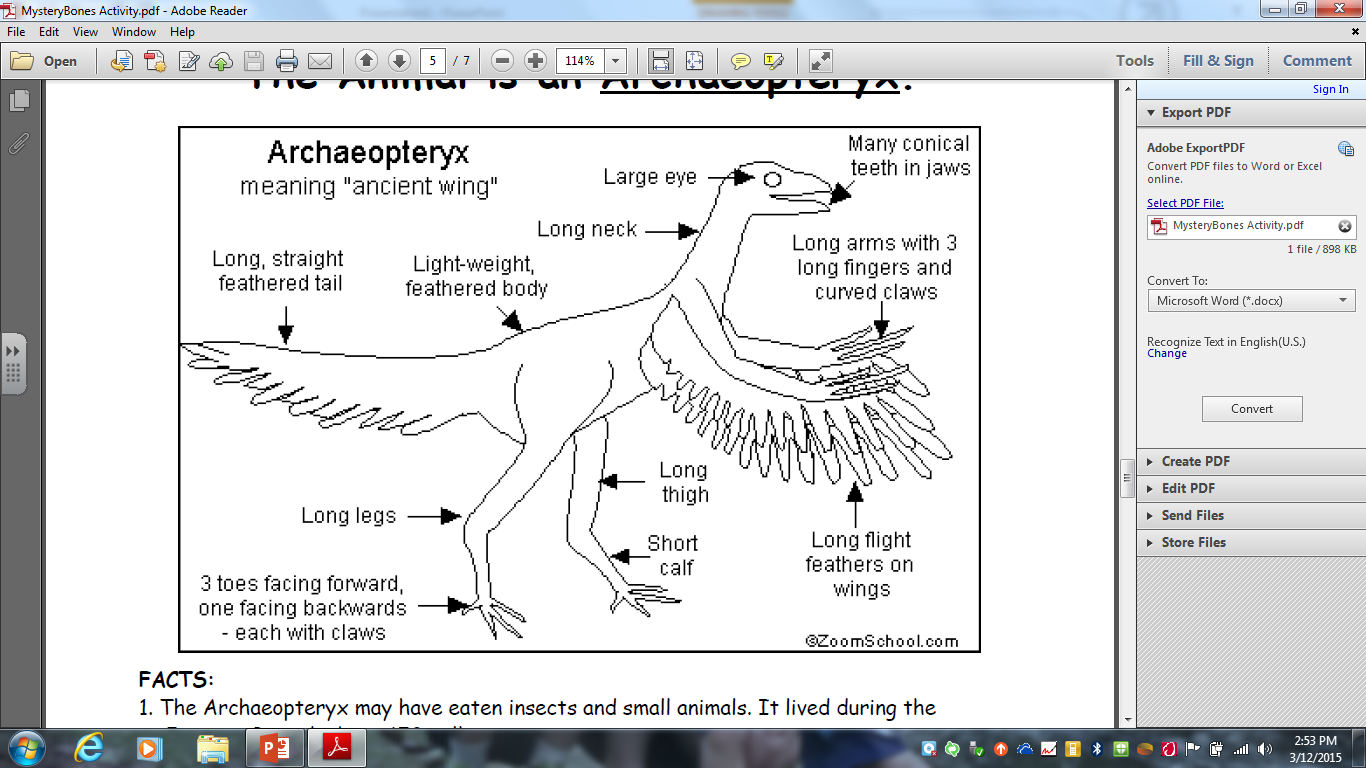 MysteryBones Activity.pdf - Adobe Reader
File Edit View Window Help
Open
5 / 7
114%
Tools
Fill & Sign
Comment
The Animal is an Archaeopteryx.
Archaeopteryx
meaning "ancient wing"
Many conical
teeth in jaws
Large eye
Long neck
Long arms with 3
long fingers and
curved claws
Long, straight
feathered tail
Light-weight,
feathered body
Long
thigh
Long legs
Short
calf
Long flight
feathers on
wings
3 toes facing forward,
one facing backwards
- each with claws
©ZoomSchool.com
FACTS:
1. The Archaeopteryx may have eaten insects and small animals. It lived during the
Sign In
Export PDF
Adobe ExportPDF
Convert PDF files to Word or Excel
online.
Select PDF File:
MysteryBones Activity.pdf
1 file / 898 KB
Convert To:
Microsoft Word (*.docx)
Recognize Text in English(U.S.)
Change
Convert
Create PDF
Edit PDF
Send Files
Store Files
2:53 PM
3/12/2015